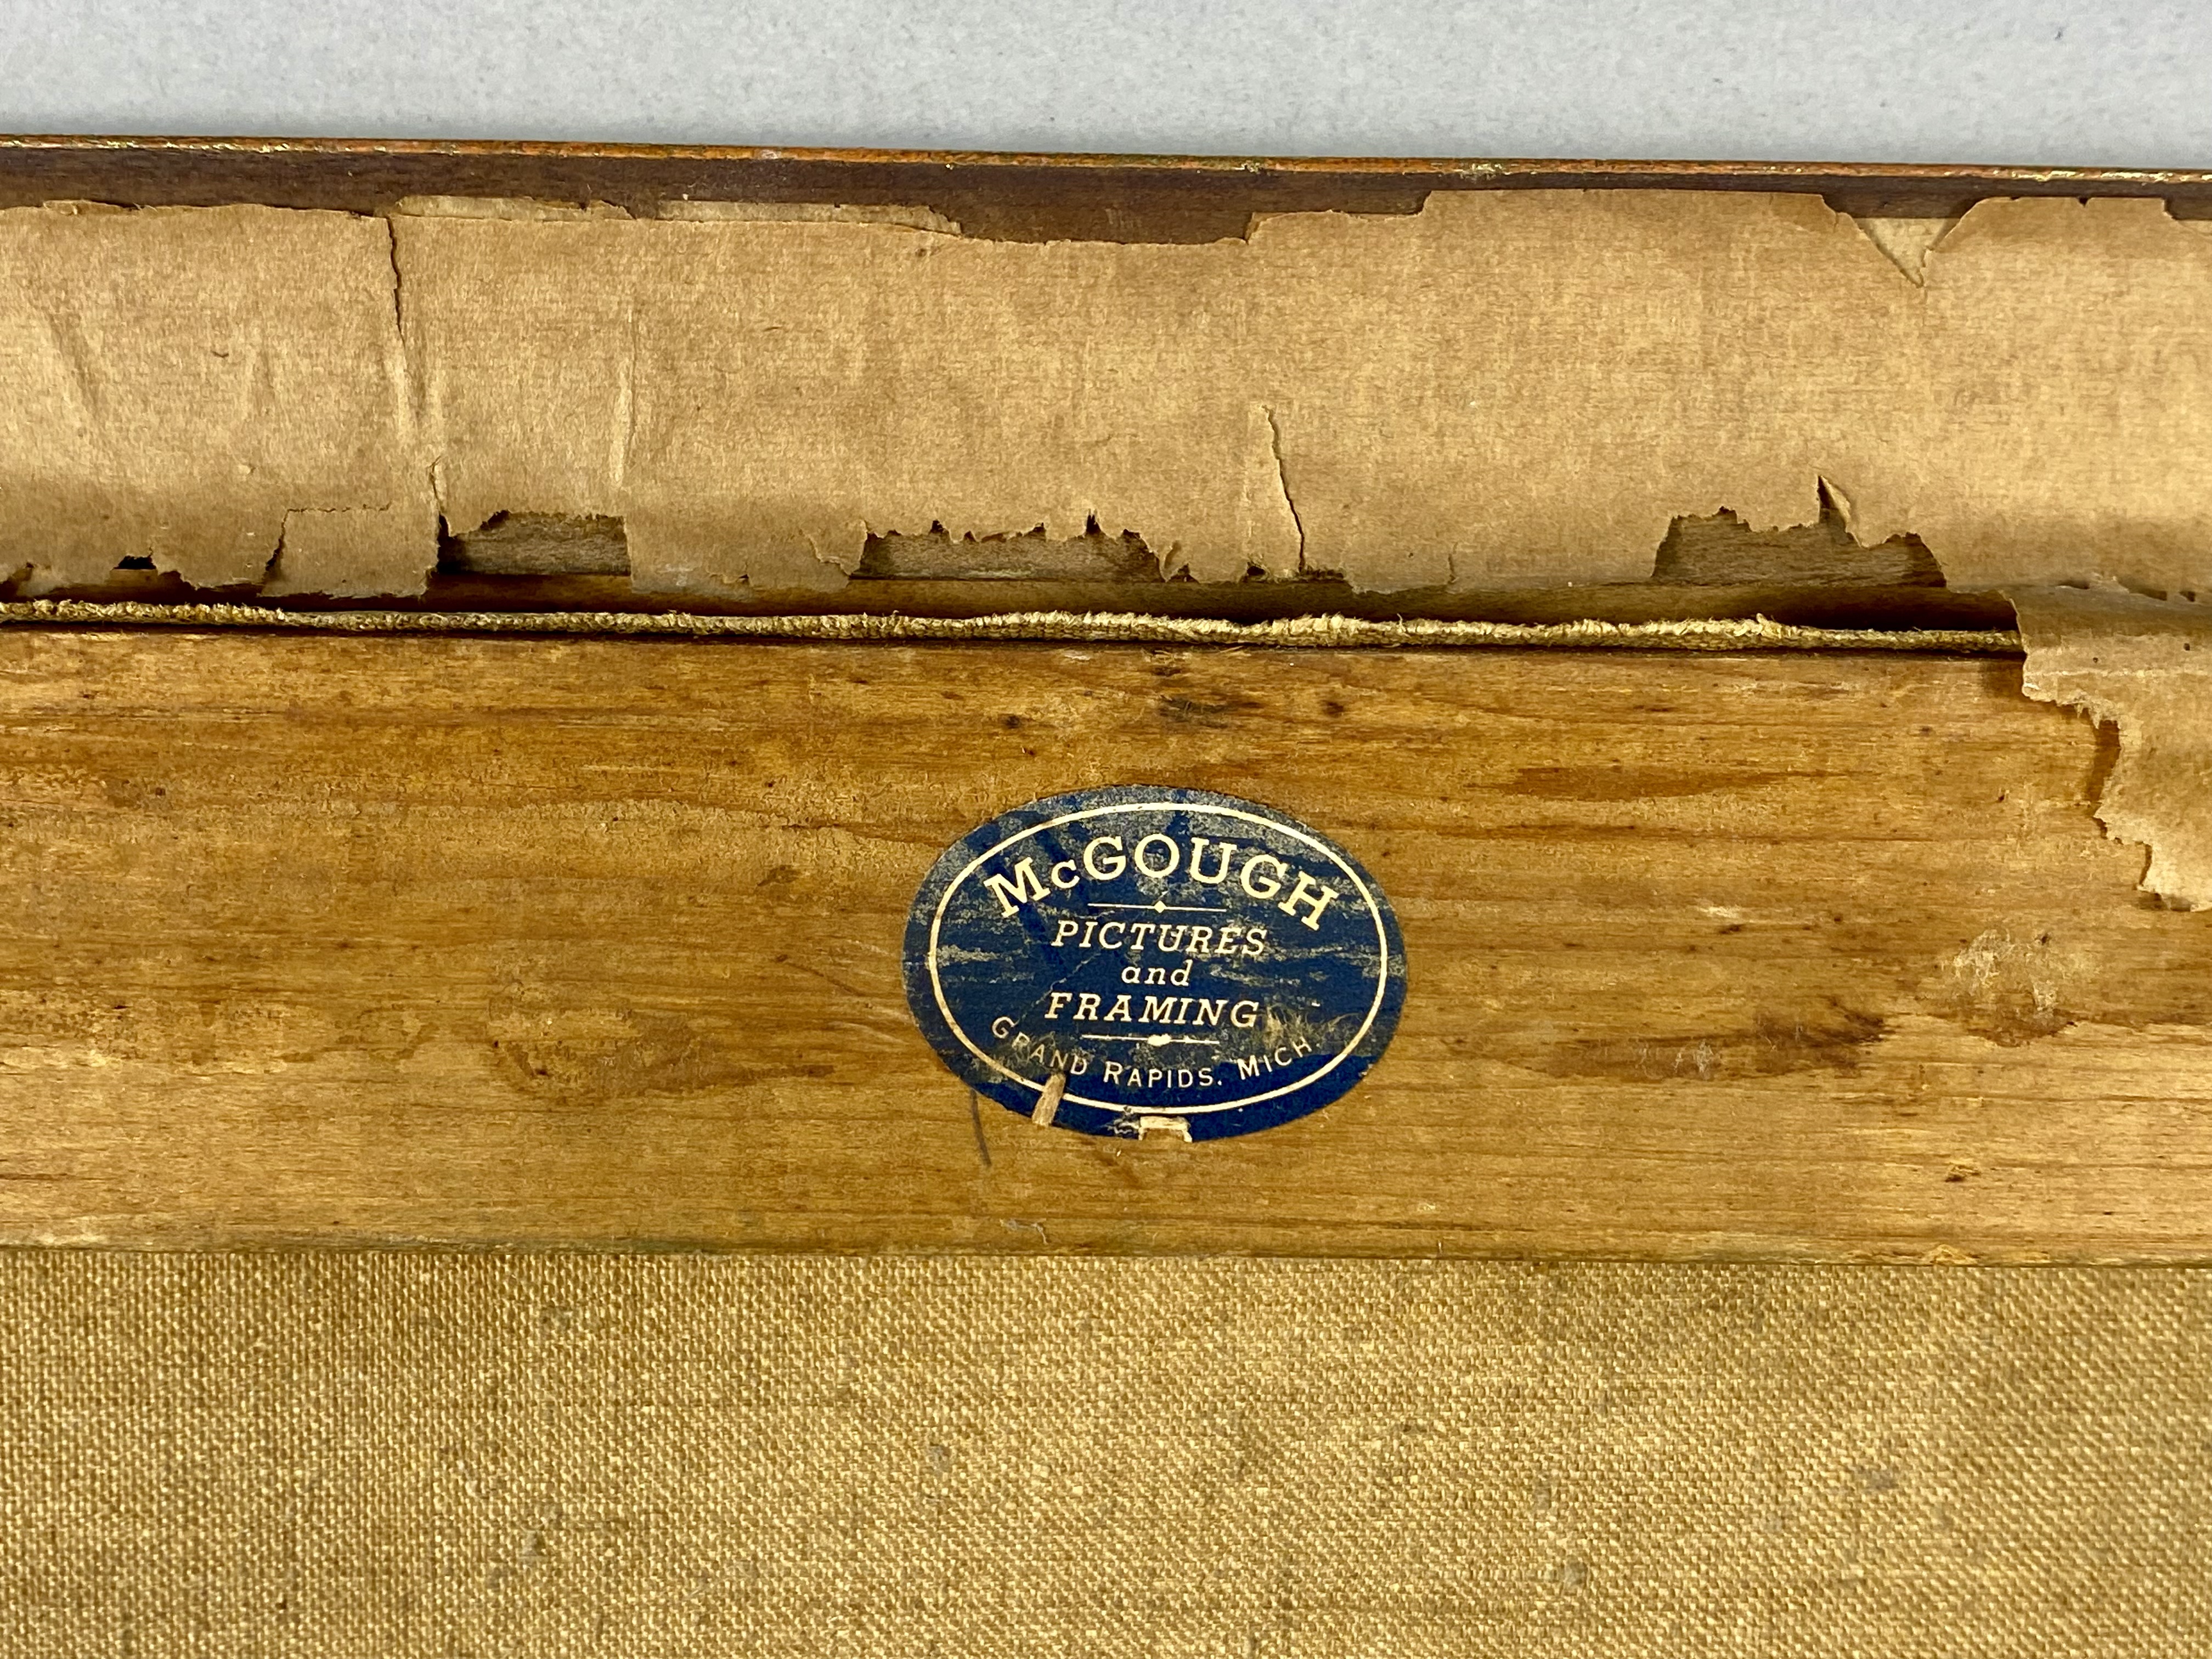 McGOUGH
PICTURES
and
FRAMING
GRAND RAPIDS. MICH